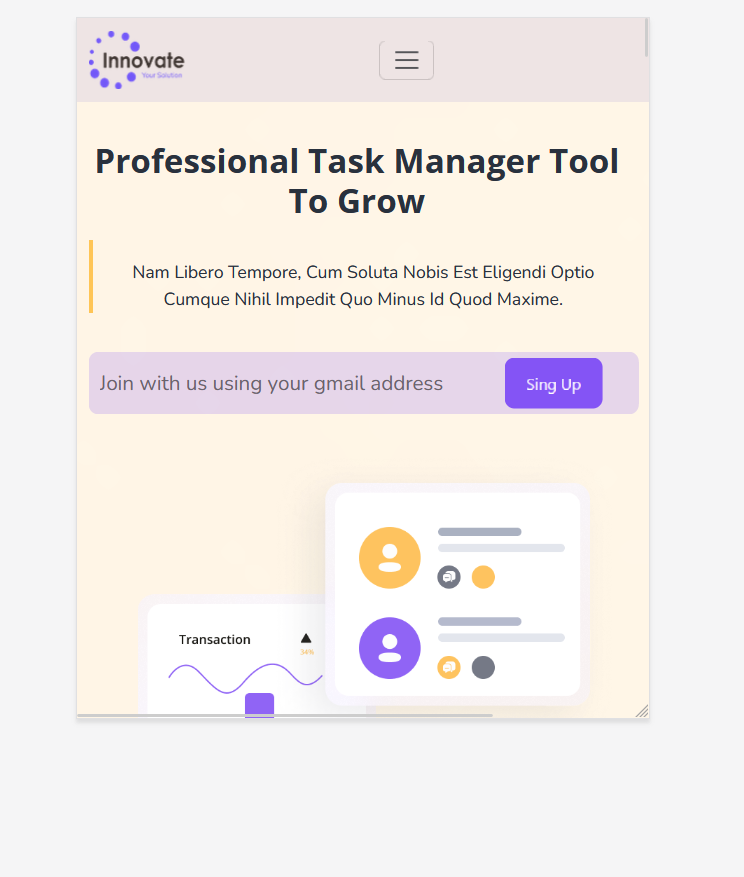 Innovate
Your Solution
Professional Task Manager Tool
To Grow
Nam Libero Tempore, Cum Soluta Nobis Est Eligendi Optio
Cumque Nihil Impedit Quo Minus Id Quod Maxime.
Join with us using your gmail address
Sing Up
Transaction
34%